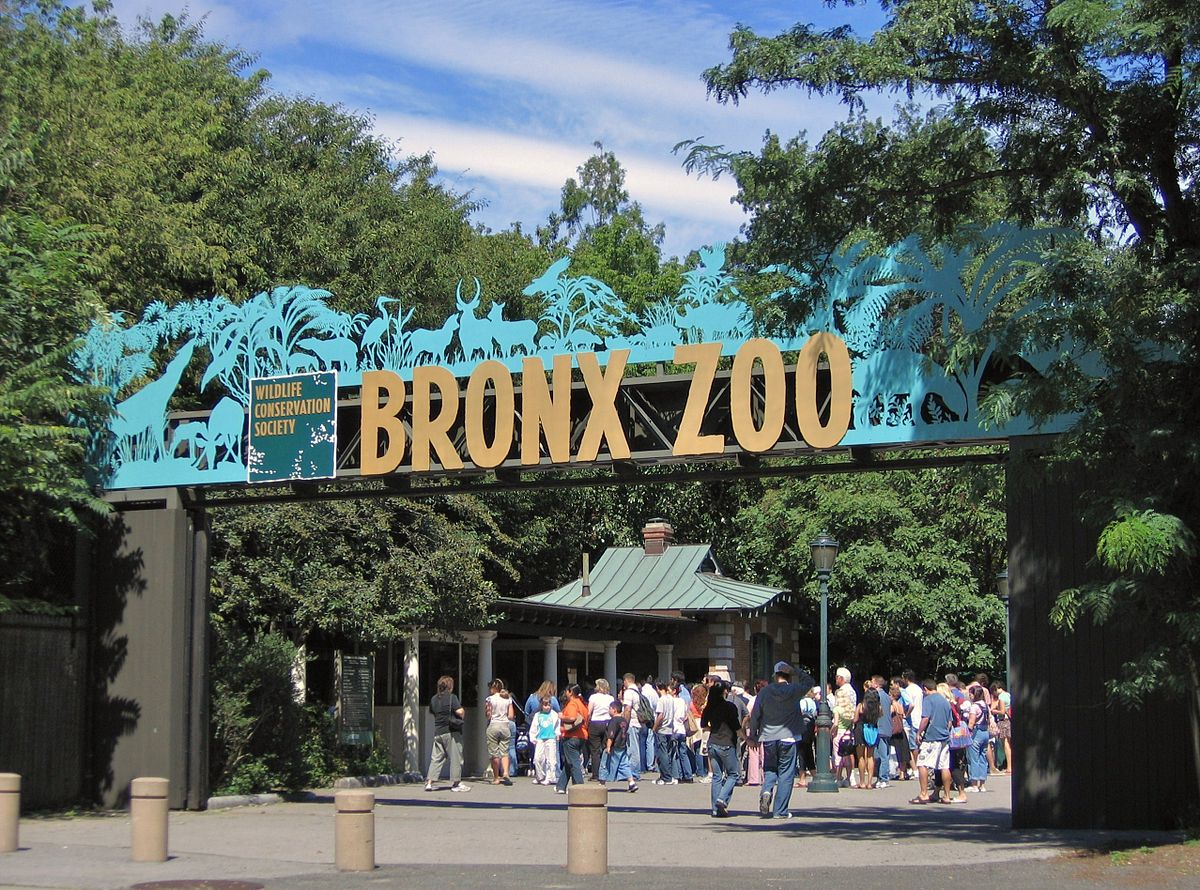 WILDLIFE
CONSERVATION
SOCIETY
BRONX ZOO